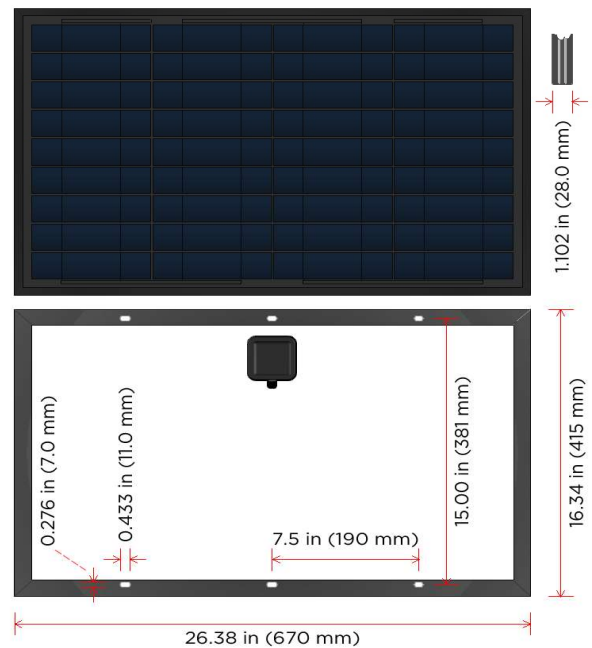 1.102 in (28.0 mm)
0.276 in (7.0 mm)
0.433 in (11.0 mm)
7.5 in (190 mm)
15.00 in (381 mm)
16.34 in (415 mm)
26.38 in (670 mm)